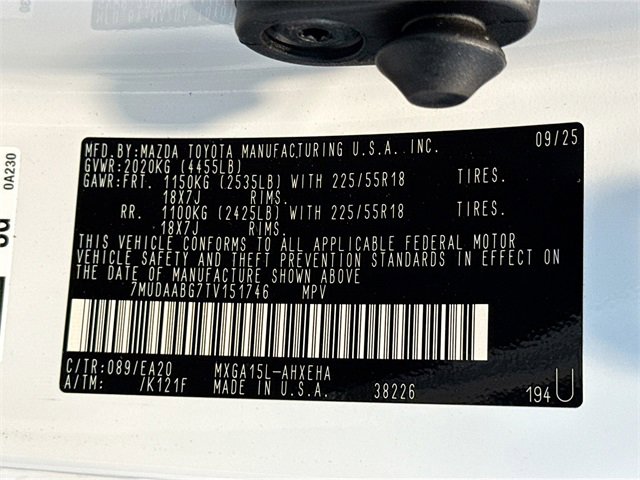 MFD.BY:MAZDA TOYOTA MANUFACTURING U.S.A. INC. 09/25
GVWR:2020KG (4455LB)
GAWR:FRT. 1150KG (2535LB) WITH 225/55R18 TIRES.
18X7J RIMS.
RR. 1100KG (2425LB) WITH 225/55R18 TIRES.
18X7J RIMS.
THIS VEHICLE CONFORMS TO ALL APPLICABLE FEDERAL MOTOR
VEHICLE SAFETY AND THEFT PREVENTION STANDARDS IN EFFECT ON
THE DATE OF MANUFACTURE SHOWN ABOVE.
7MUDAABG7TV151746 MPV
C/TR:089/EA20 MXGA15L-AHXEHA
A/TM: /K121F MADE IN U.S.A. 38226 194U
0A230